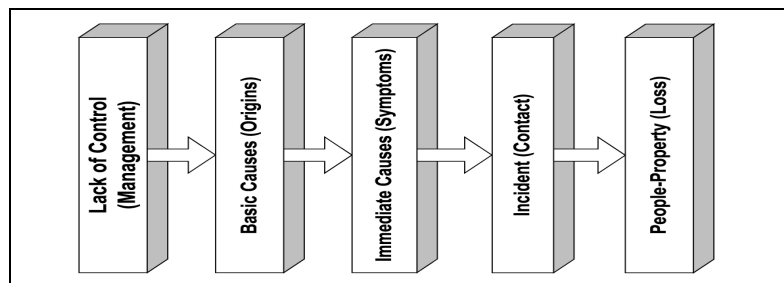 Lack of Control
(Management)
Basic Causes (Origins)
Immediate Causes (Symptoms)
Incident (Contact)
People-Property (Loss)